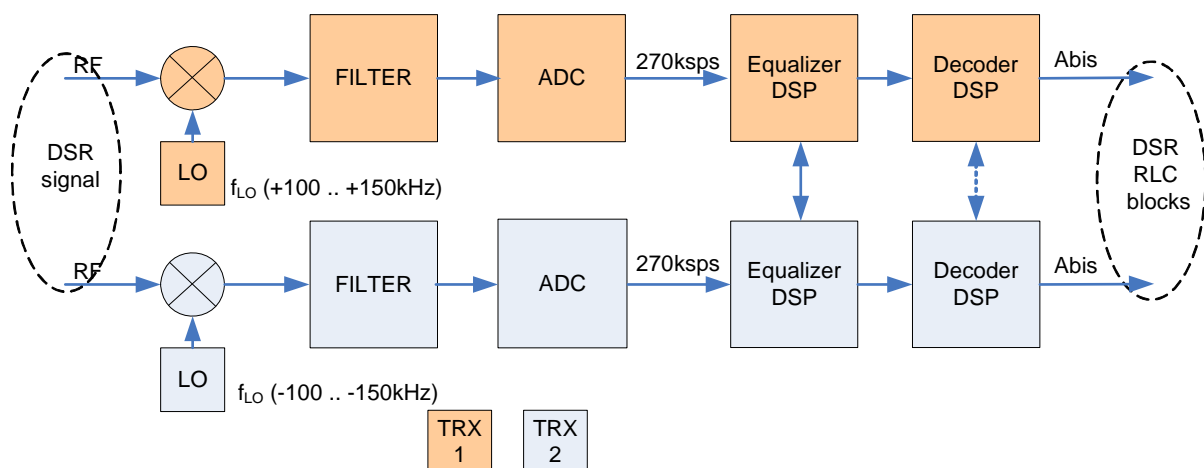 RF
FILTER
ADC
270ksps
Equalizer
DSP
Decoder
DSP
Abis
DSR
signal
LO
fLO (+100 .. +150kHz)
DSR
RLC
blocks
RF
FILTER
ADC
270ksps
Equalizer
DSP
Decoder
DSP
Abis
LO
fLO (-100 .. -150kHz)
TRX
1
TRX
2